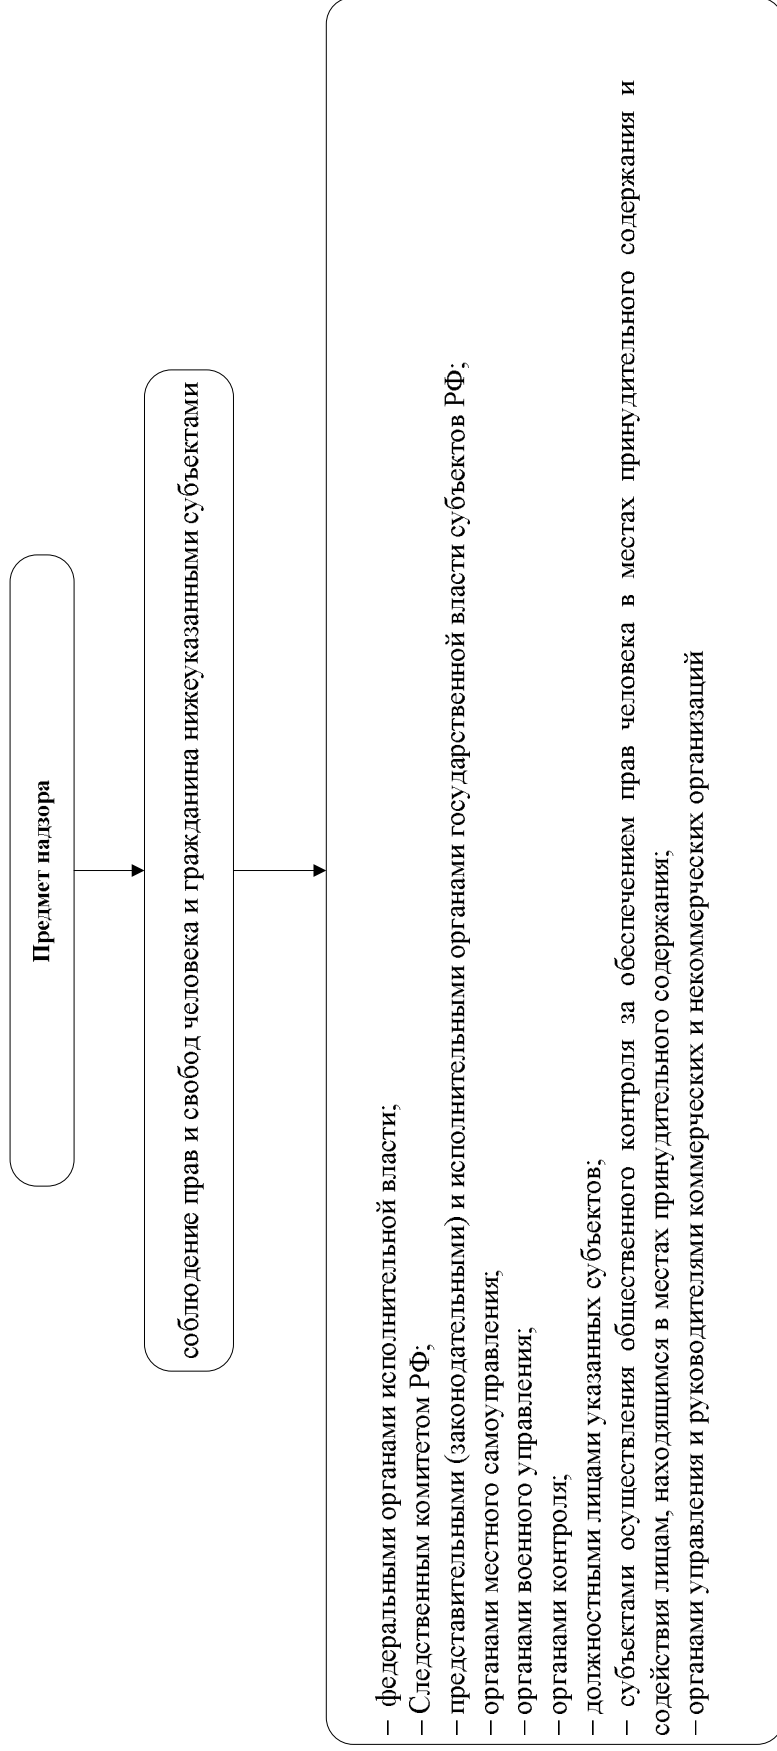 Предмет надзора
соблюдение прав и свобод человека и гражданина нижеуказанными субъектами
– федеральными органами исполнительной власти;
– Следственным комитетом РФ;
– представительными (законодательными) и исполнительными органами государственной власти субъектов РФ;
– органами местного самоуправления;
– органами военного управления;
– органами контроля;
– должностными лицами указанных субъектов;
– субъектами осуществления общественного контроля за обеспечением прав человека в местах принудительного содержания и
содействия лицам, находящимся в местах принудительного содержания;
– органами управления и руководителями коммерческих и некоммерческих организаций